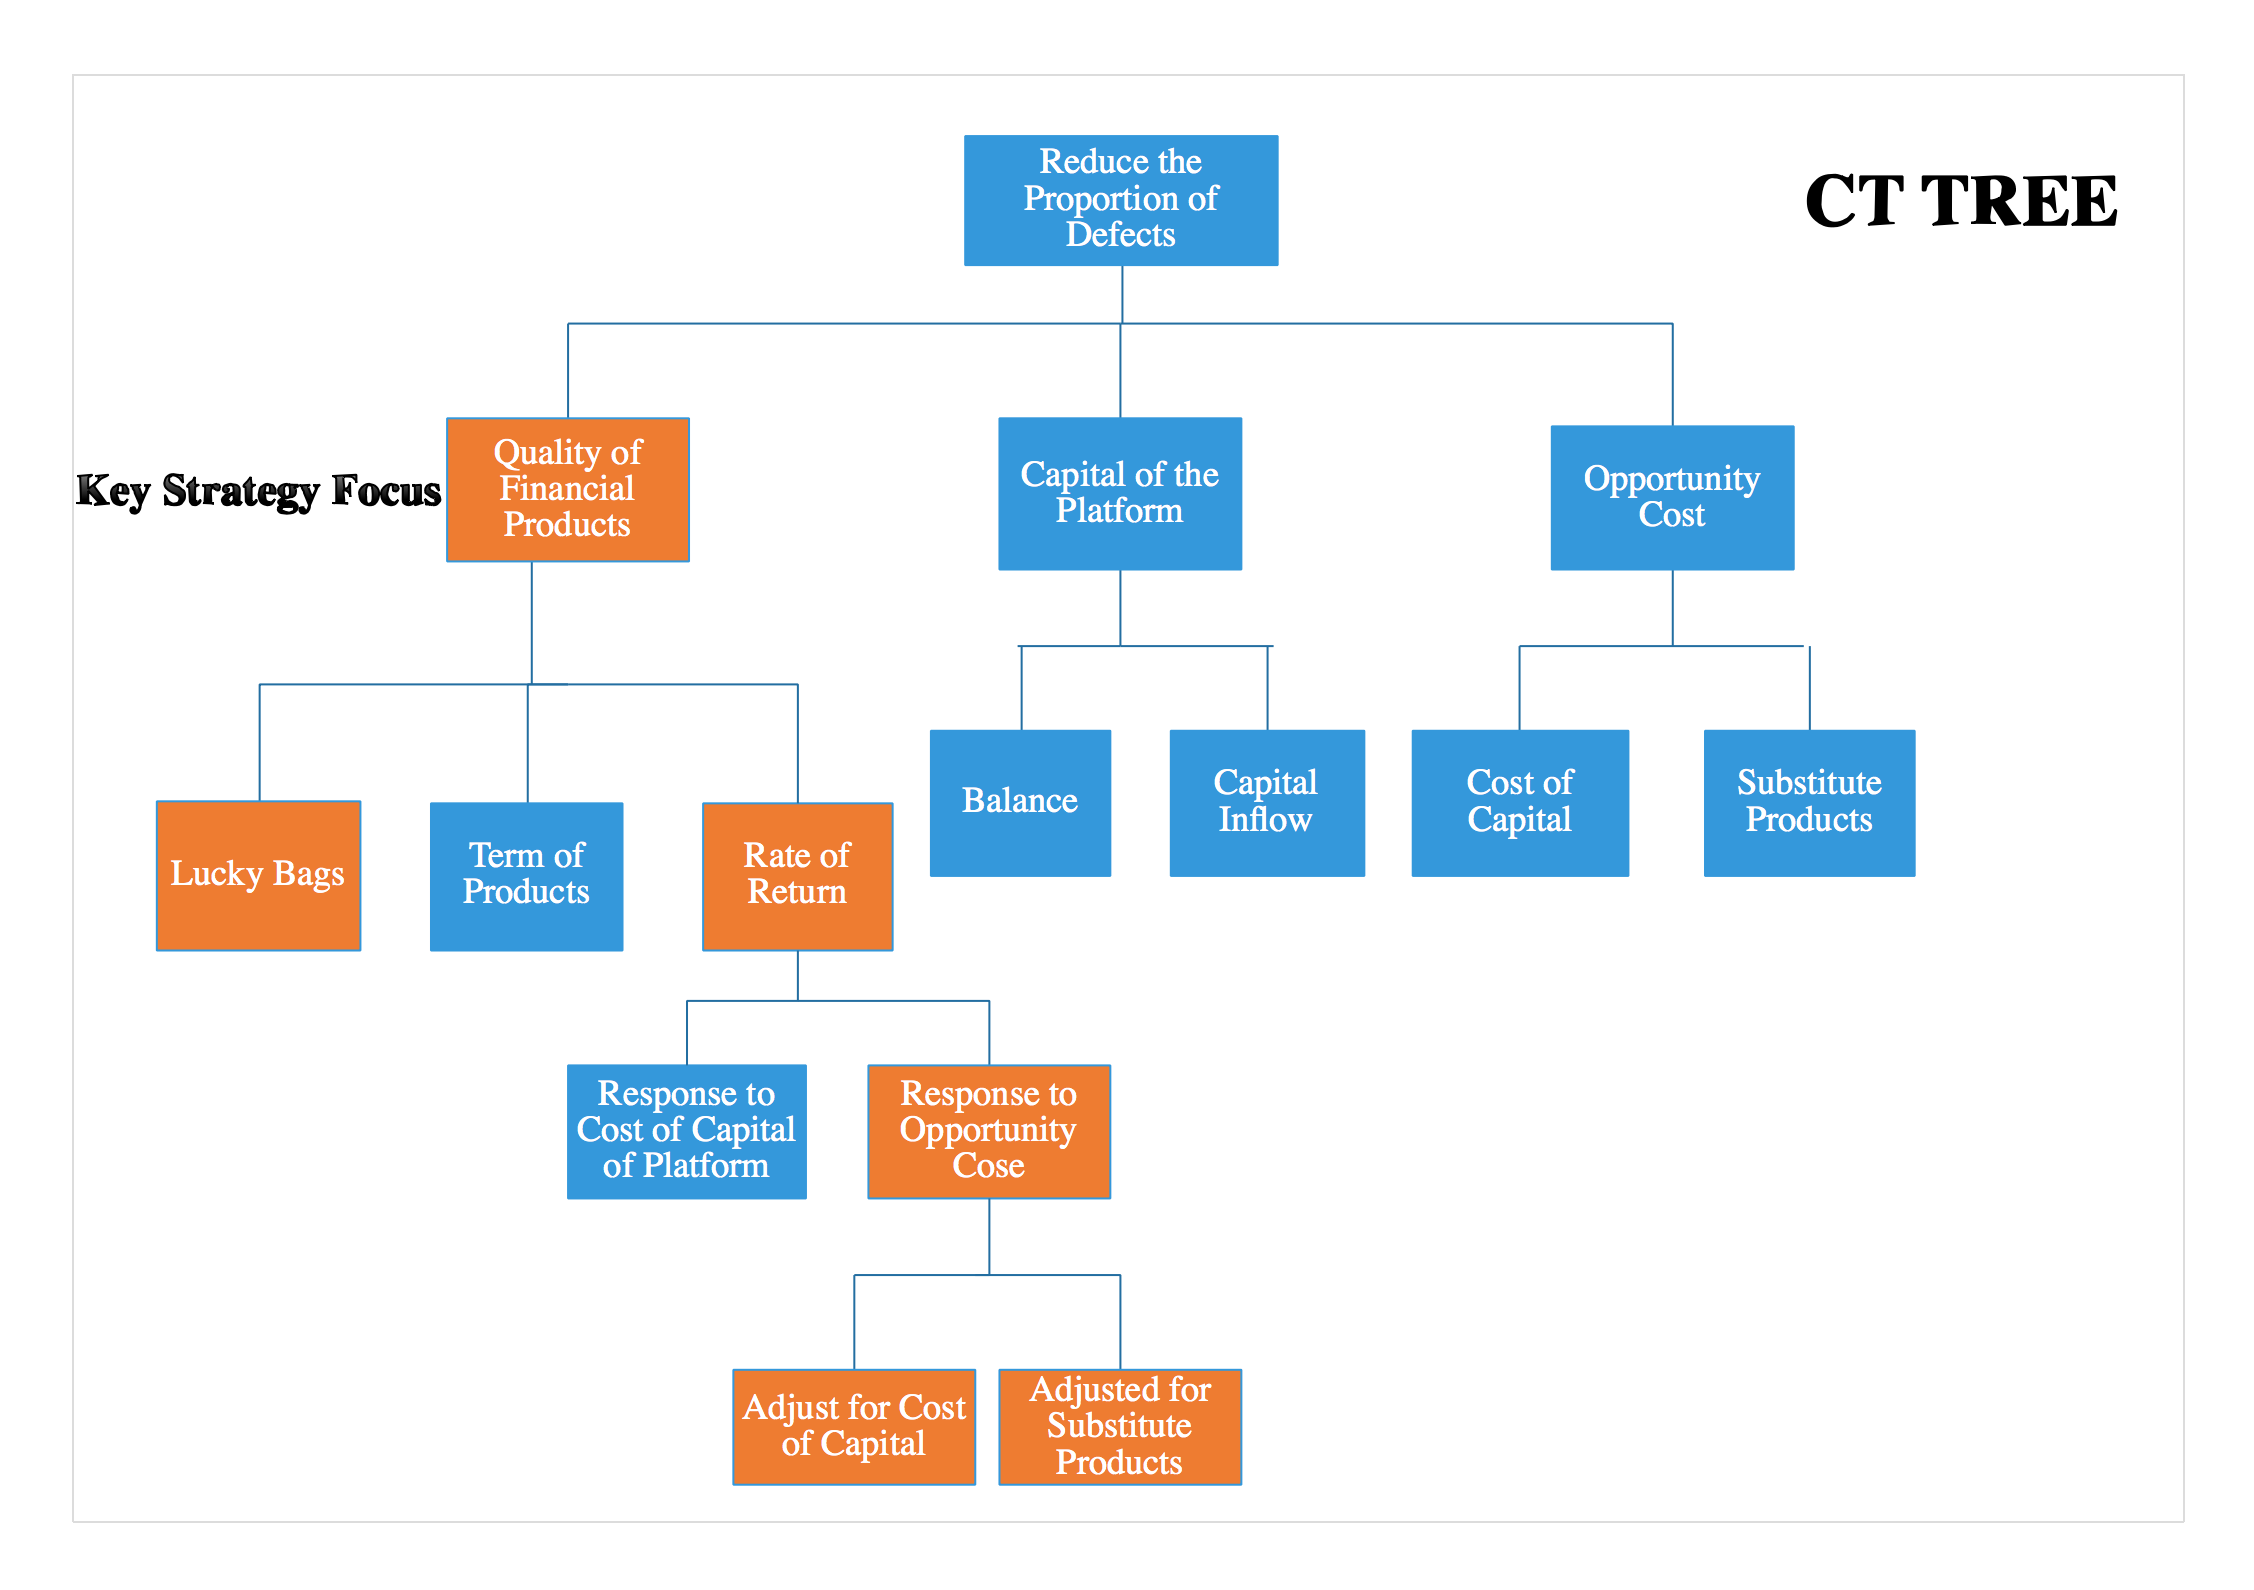 Reduce the
Proportion of
Defects
CT TREE
Key Strategy Focus
Quality of
Financial
Products
Capital of the
Platform
Opportunity
Cost
Lucky Bags
Term of
Products
Rate of
Return
Balance
Capital
Inflow
Cost of
Capital
Substitute
Products
Response to
Cost of Capital
of Platform
Response to
Opportunity
Cose
Adjust for Cost
of Capital
Adjusted for
Substitute
Products